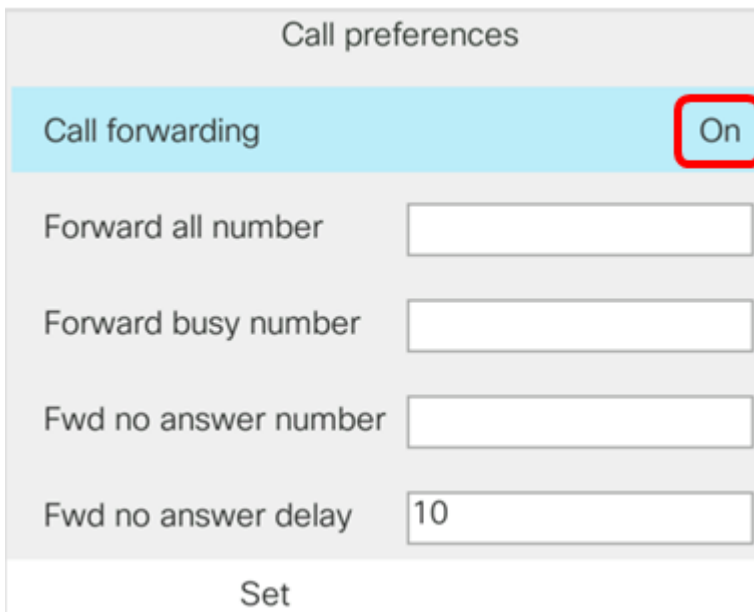 Call preferences
Call forwarding On
Forward all number
Forward busy number
Fwd no answer number
Fwd no answer delay 10
Set